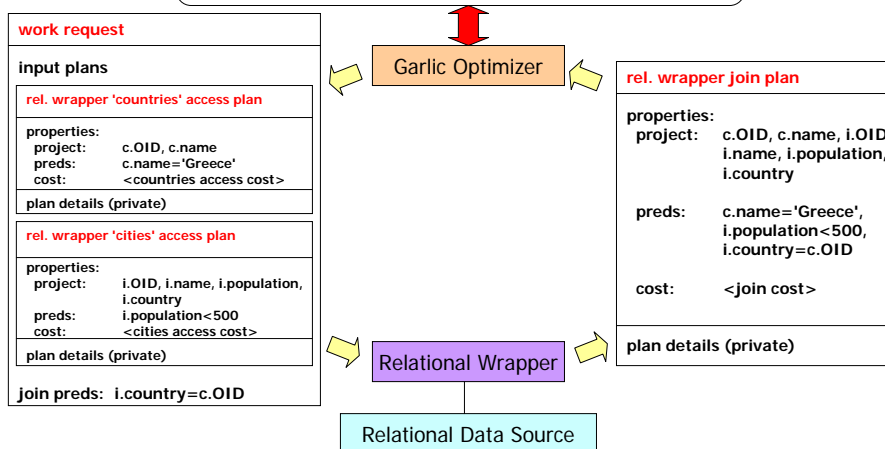 work request
input plans
rel. wrapper 'countries' access plan
properties:
project: c.OID, c.name
preds: c.name='Greece'
cost: <countries access cost>
plan details (private)
rel. wrapper 'cities' access plan
properties:
project: i.OID, i.name, i.population,
i.country
preds: i.population<500
cost: <cities access cost>
plan details (private)
join preds: i.country=c.OID
Garlic Optimizer
Relational Wrapper
Relational Data Source
rel. wrapper join plan
properties:
project: c.OID, c.name, i.OID
i.name, i.population,
i.country
preds: c.name='Greece',
i.population<500,
i.country=c.OID
cost: <join cost>
plan details (private)